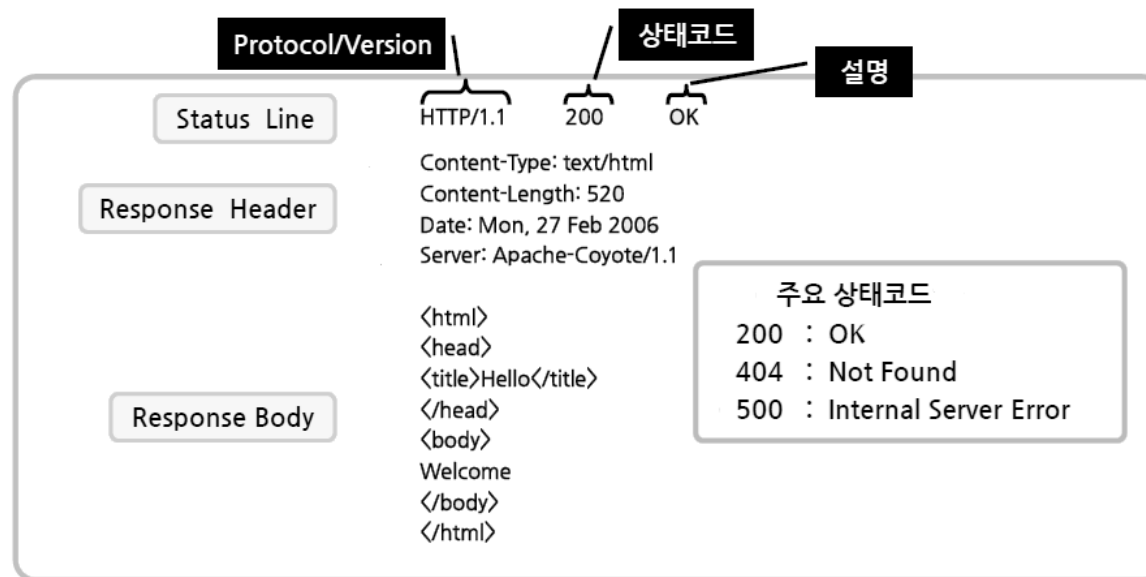 Protocol/Version
상태코드
설명
Status Line
HTTP/1.1 200 OK
Response Header
Content-Type: text/html
Content-Length: 520
Date: Mon, 27 Feb 2006
Server: Apache-Coyote/1.1
Response Body
<html>
<head>
<title>Hello</title>
</head>
<body>
Welcome
</body>
</html>
주요 상태코드
200 : OK
404 : Not Found
500 : Internal Server Error